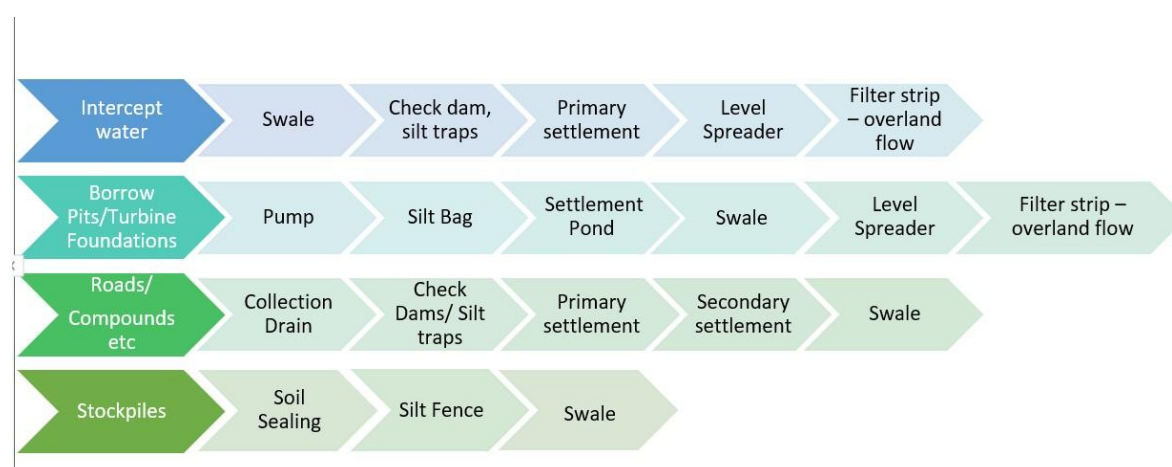 Intercept
water
Swale
Check dam,
silt traps
Primary
settlement
Level
Spreader
Filter strip
– overland
flow
Borrow
Pits/Turbine
Foundations
Pump
Silt Bag
Settlement
Pond
Swale
Level
Spreader
Filter strip –
overland flow
Roads/
Compounds
etc
Collection
Drain
Check
Dams/ Silt
traps
Primary
settlement
Secondary
settlement
Swale
Stockpiles
Soil
Sealing
Silt Fence
Swale